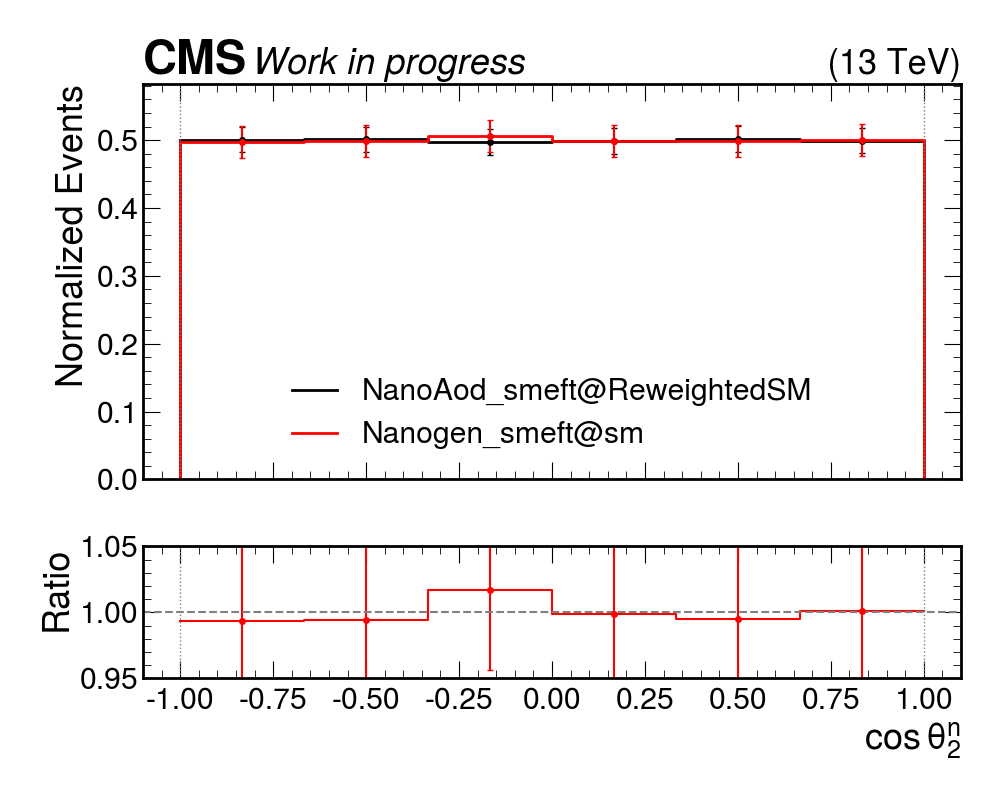 CMS Work in progress (13 TeV)
Normalized Events
0.5
0.4
0.3
0.2
0.1
0.0
NanoAod_smeft@ReweightedSM
Nanogen_smeft@sm
Ratio
1.05
1.00
0.95
-1.00 -0.75 -0.50 -0.25 0.00 0.25 0.50 0.75 1.00
cos θ₂ⁿ